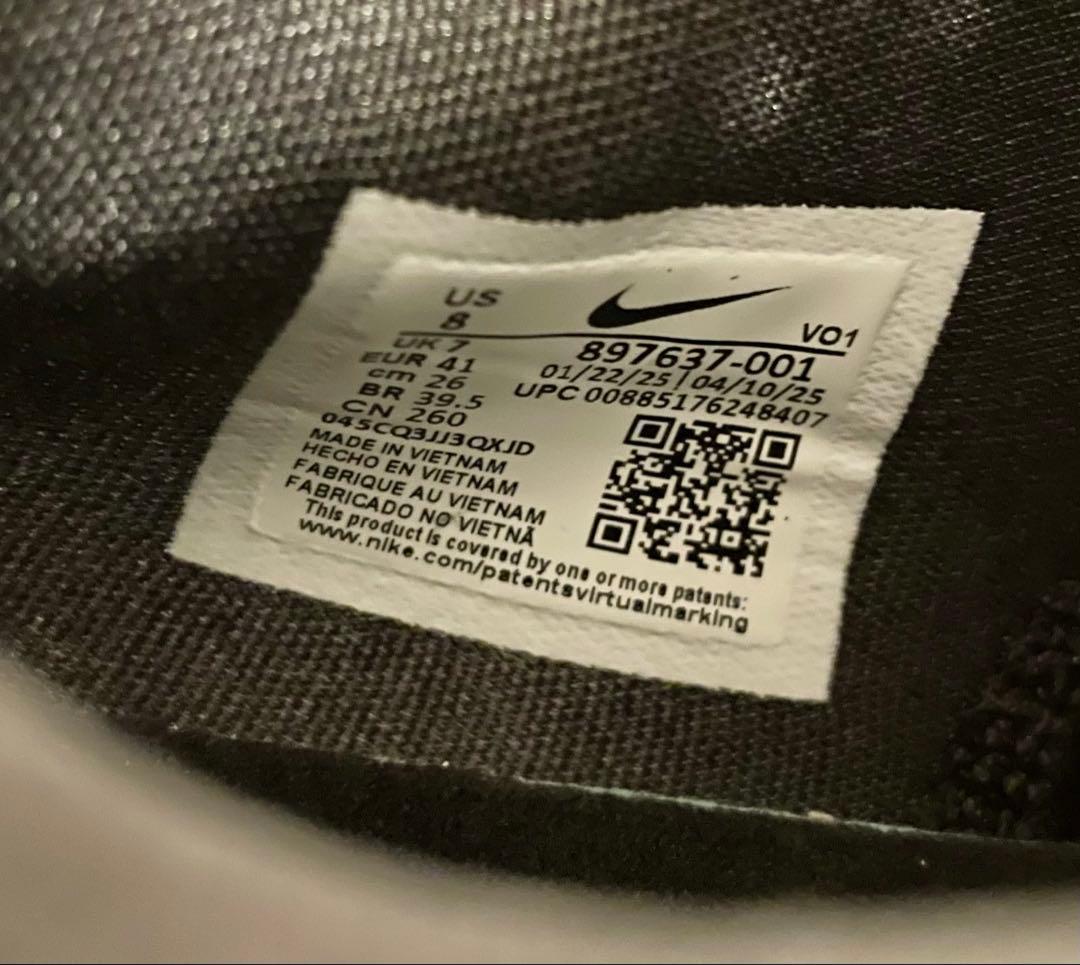 US
8
VO1
UK 7
EUR 41
cm 26
BR 39.5
CN 260
897637-001
01/22/25 | 04/10/25
UPC 00885176248407
045CQ3JJ3QXJD
MADE IN VIETNAM
HECHO EN VIETNAM
FABRIQUE AU VIETNAM
FABRICADO NO VIETNÃ
This product is covered by one or more patents:
www.nike.com/patentsvirtualmarking